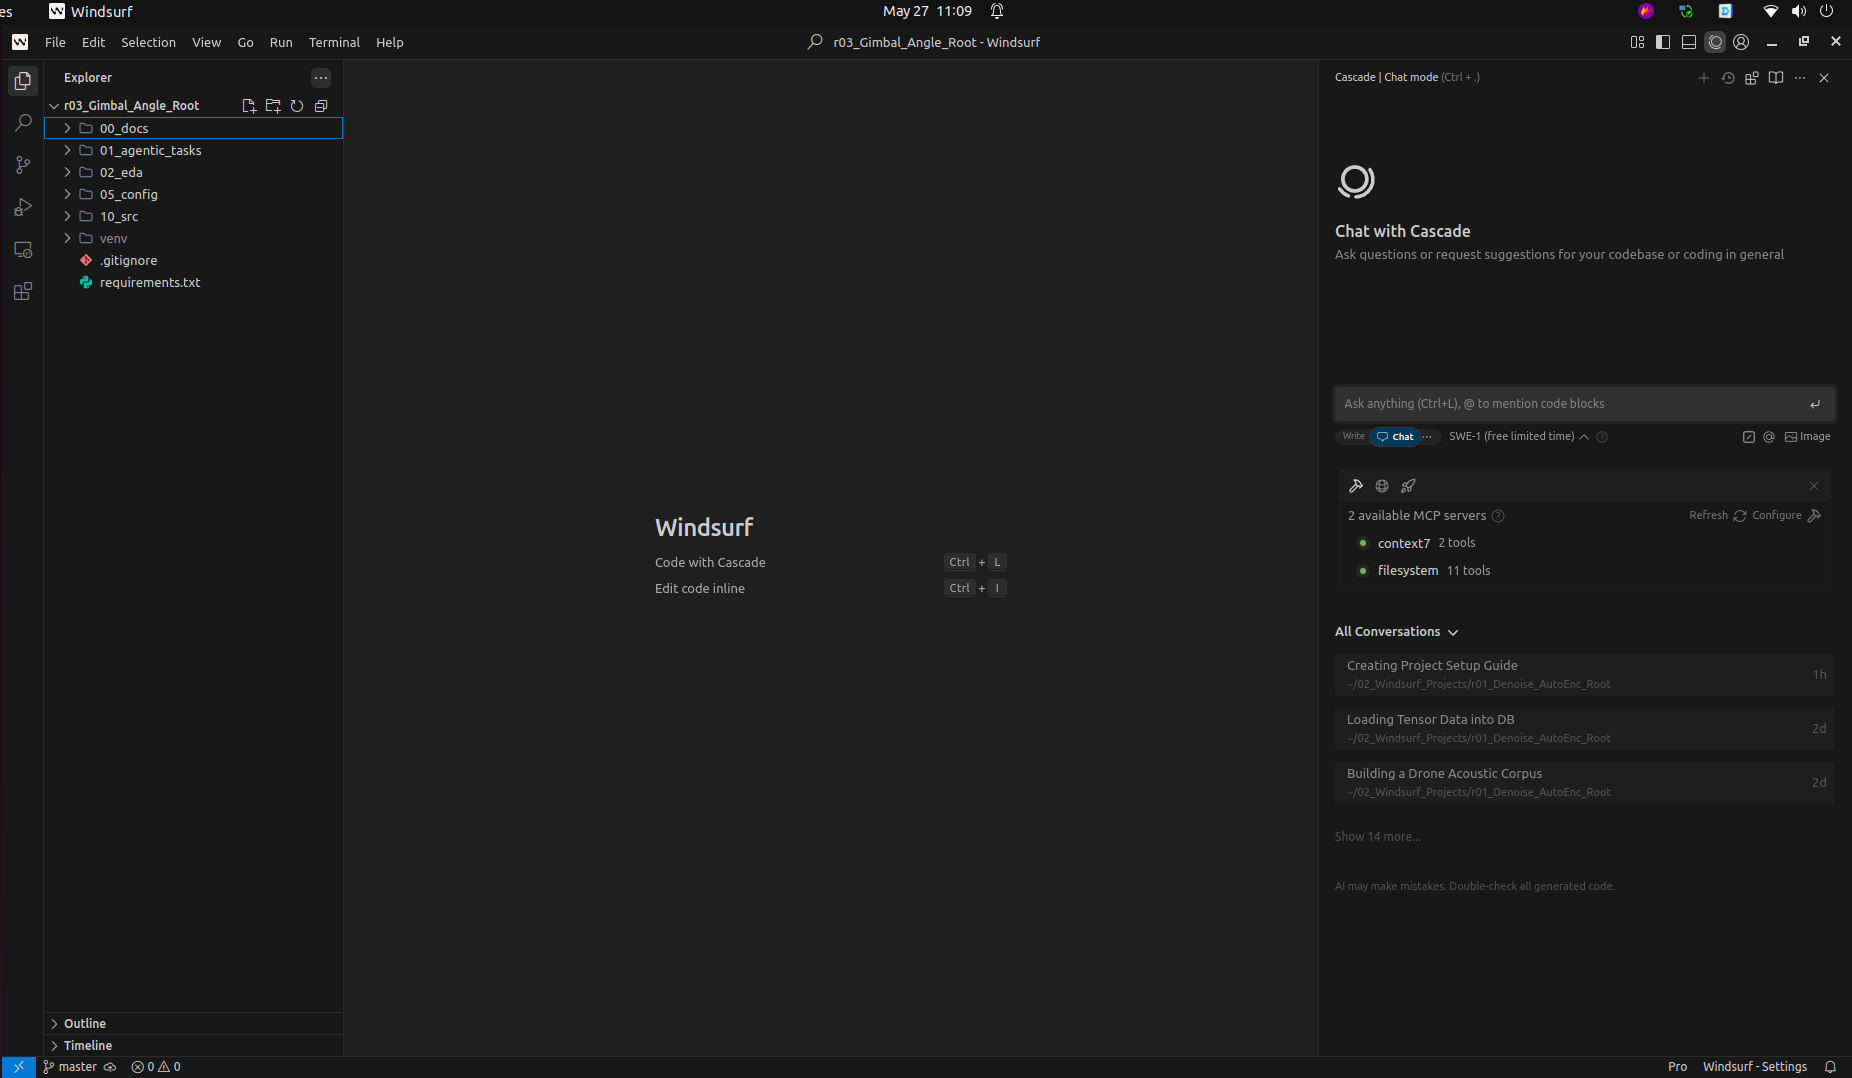 es
Windsurf
May 27 11:09
File Edit Selection View Go Run Terminal Help
r03_Gimbal_Angle_Root - Windsurf
Explorer
r03_Gimbal_Angle_Root
00_docs
01_agentic_tasks
02_eda
05_config
10_src
venv
.gitignore
requirements.txt
Outline
Timeline
Windsurf
Code with Cascade Ctrl + L
Edit code inline Ctrl + I
Cascade | Chat mode (Ctrl + .)
Chat with Cascade
Ask questions or request suggestions for your codebase or coding in general
Ask anything (Ctrl+L), @ to mention code blocks
Write Chat ··· SWE-1 (free limited time) @ Image
2 available MCP servers Refresh Configure
context7 2 tools
filesystem 11 tools
All Conversations
Creating Project Setup Guide
~/02_Windsurf_Projects/r01_Denoise_AutoEnc_Root
1h
Loading Tensor Data into DB
~/02_Windsurf_Projects/r01_Denoise_AutoEnc_Root
2d
Building a Drone Acoustic Corpus
~/02_Windsurf_Projects/r01_Denoise_AutoEnc_Root
2d
Show 14 more...
AI may make mistakes. Double-check all generated code.
master 0 0
Pro Windsurf - Settings